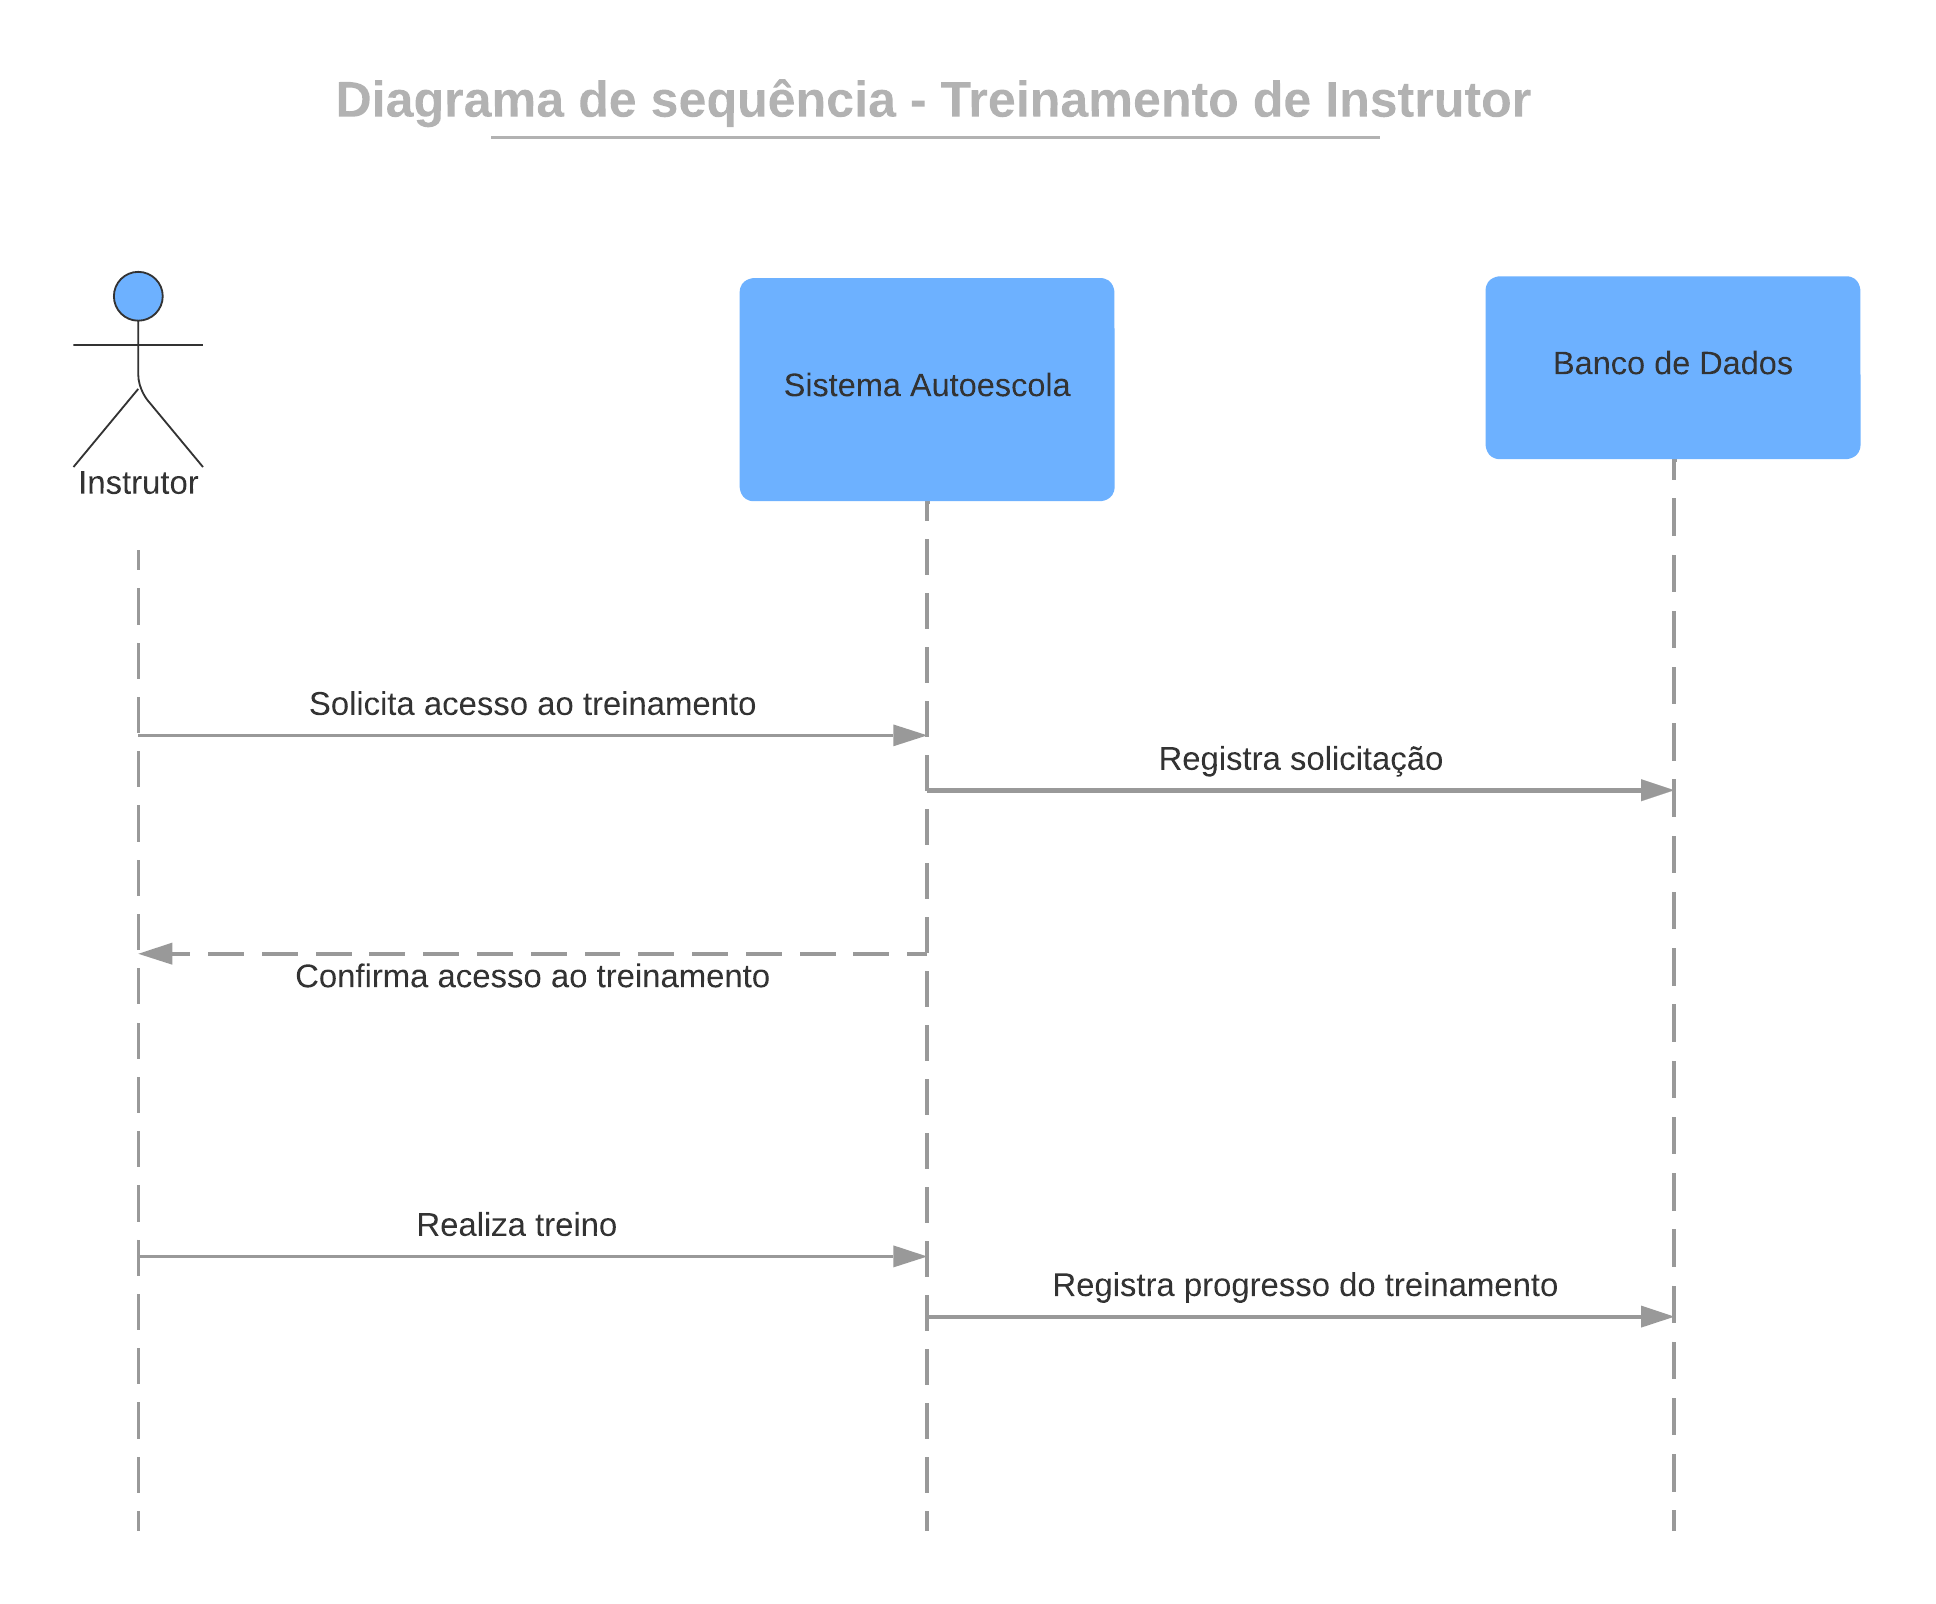 Diagrama de sequência - Treinamento de Instrutor
Instrutor
Sistema Autoescola
Banco de Dados
Solicita acesso ao treinamento
Registra solicitação
Confirma acesso ao treinamento
Realiza treino
Registra progresso do treinamento